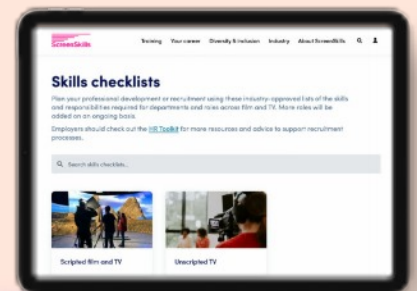 ScreenSkills
Training Your career Diversity & inclusion Industry About ScreenSkills
Skills checklists
Plan your professional development or recruitment using these industry-approved lists of the skills
and responsibilities required for departments and roles across film and TV. More roles will be
added on an ongoing basis.
Employers should check out the HR Toolkit for more resources and advice to support recruitment
processes.
Search skills checklists...
Scripted film and TV
Unscripted TV